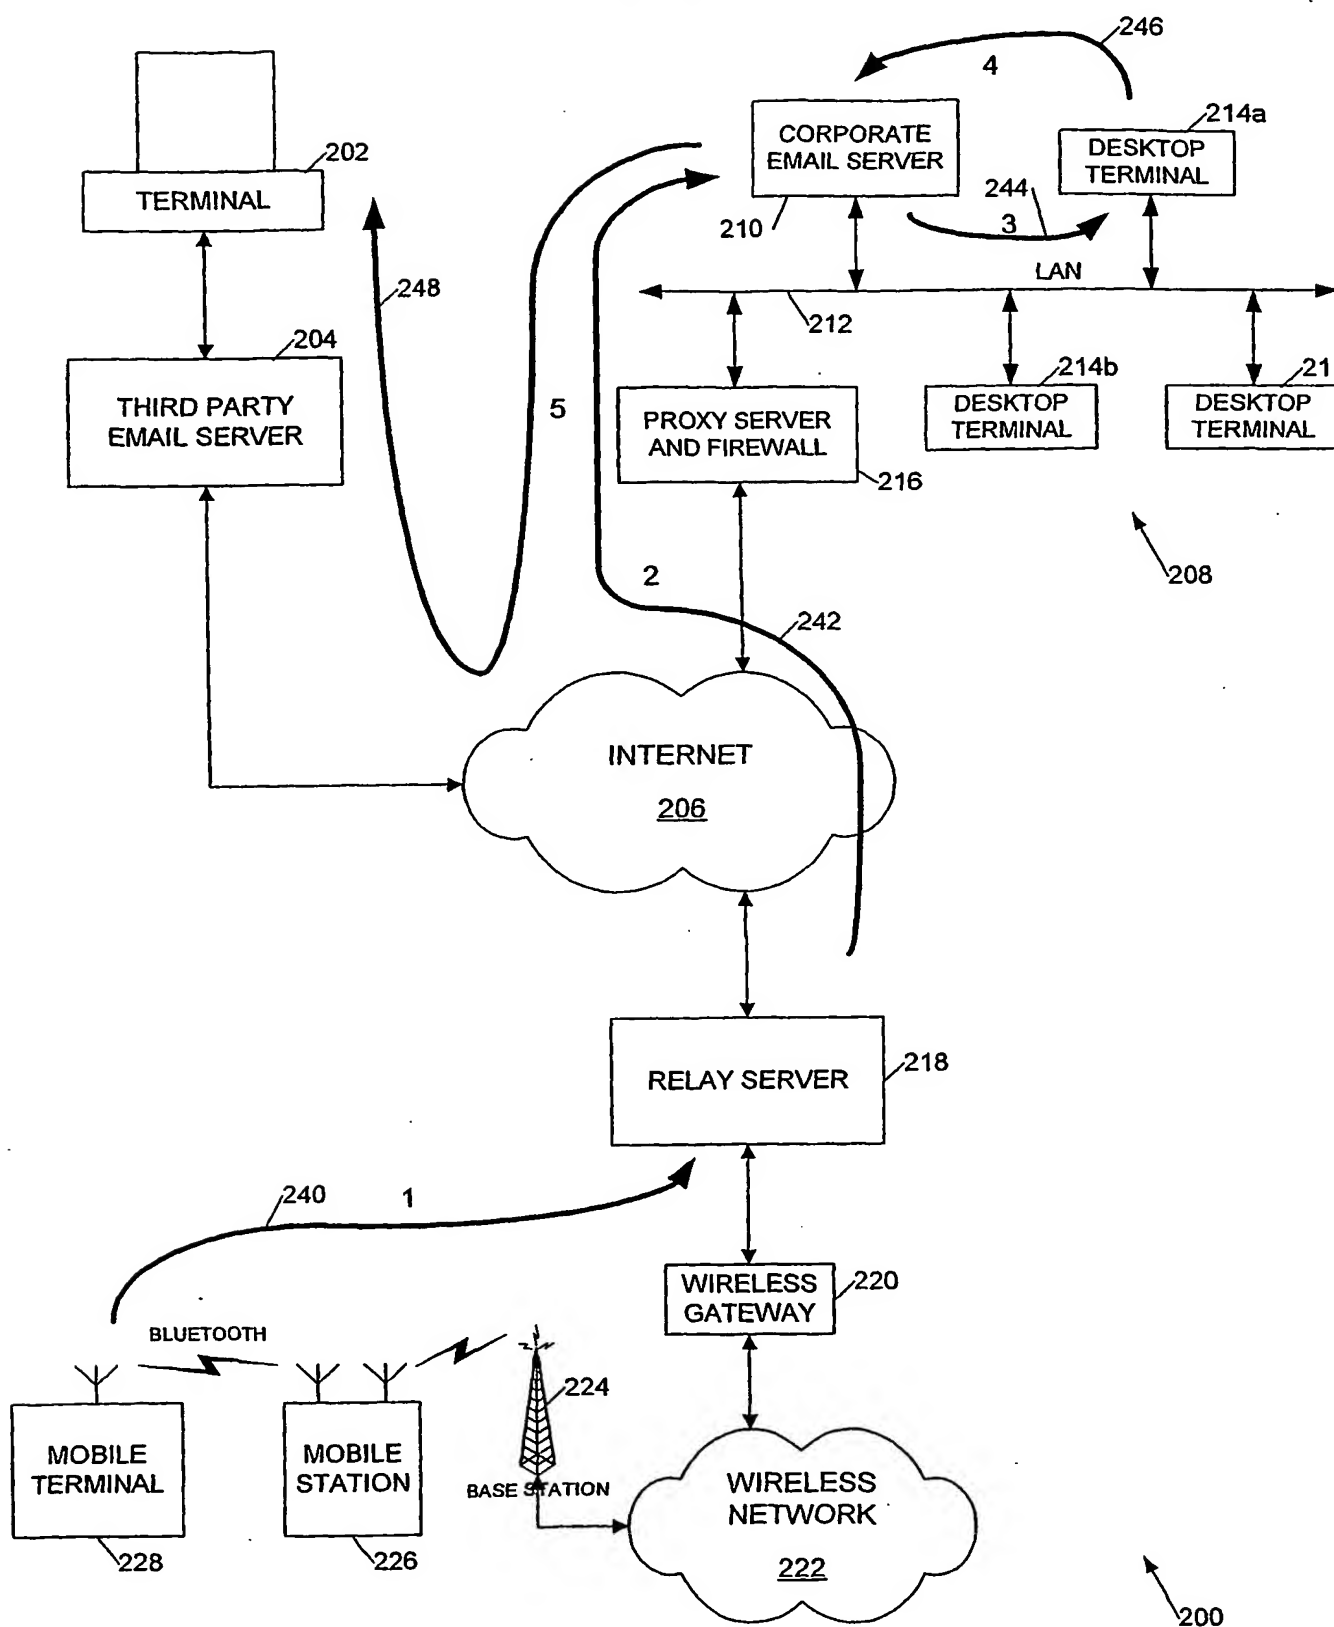 246
4
CORPORATE
EMAIL SERVER
214a
DESKTOP
TERMINAL
202
TERMINAL
210
244
3
LAN
248
212
204
THIRD PARTY
EMAIL SERVER
5
PROXY SERVER
AND FIREWALL
216
214b
DESKTOP
TERMINAL
21
DESKTOP
TERMINAL
208
2
242
INTERNET
206
RELAY SERVER
218
240
1
WIRELESS
GATEWAY
220
BLUETOOTH
224
MOBILE
TERMINAL
228
MOBILE
STATION
226
BASE STATION
WIRELESS
NETWORK
222
200